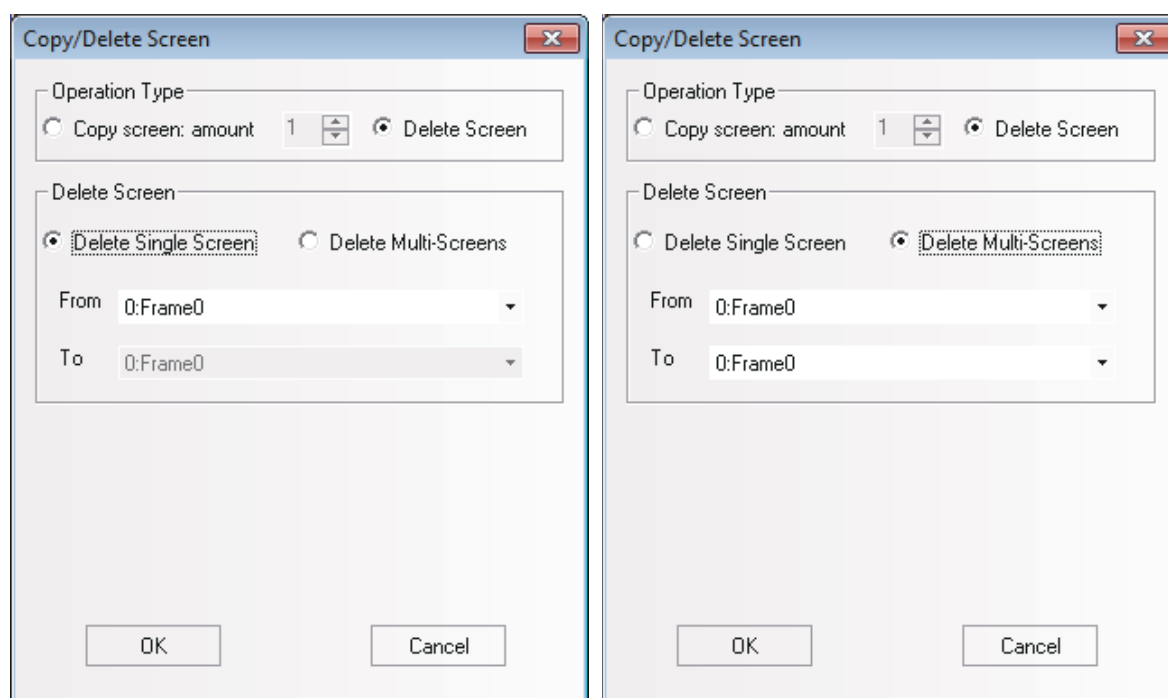 Copy/Delete Screen
Operation Type
Copy screen: amount 1 Delete Screen
Delete Screen
Delete Single Screen Delete Multi-Screens
From 0:Frame0
To 0:Frame0
OK Cancel
Copy/Delete Screen
Operation Type
Copy screen: amount 1 Delete Screen
Delete Screen
Delete Single Screen Delete Multi-Screens
From 0:Frame0
To 0:Frame0
OK Cancel